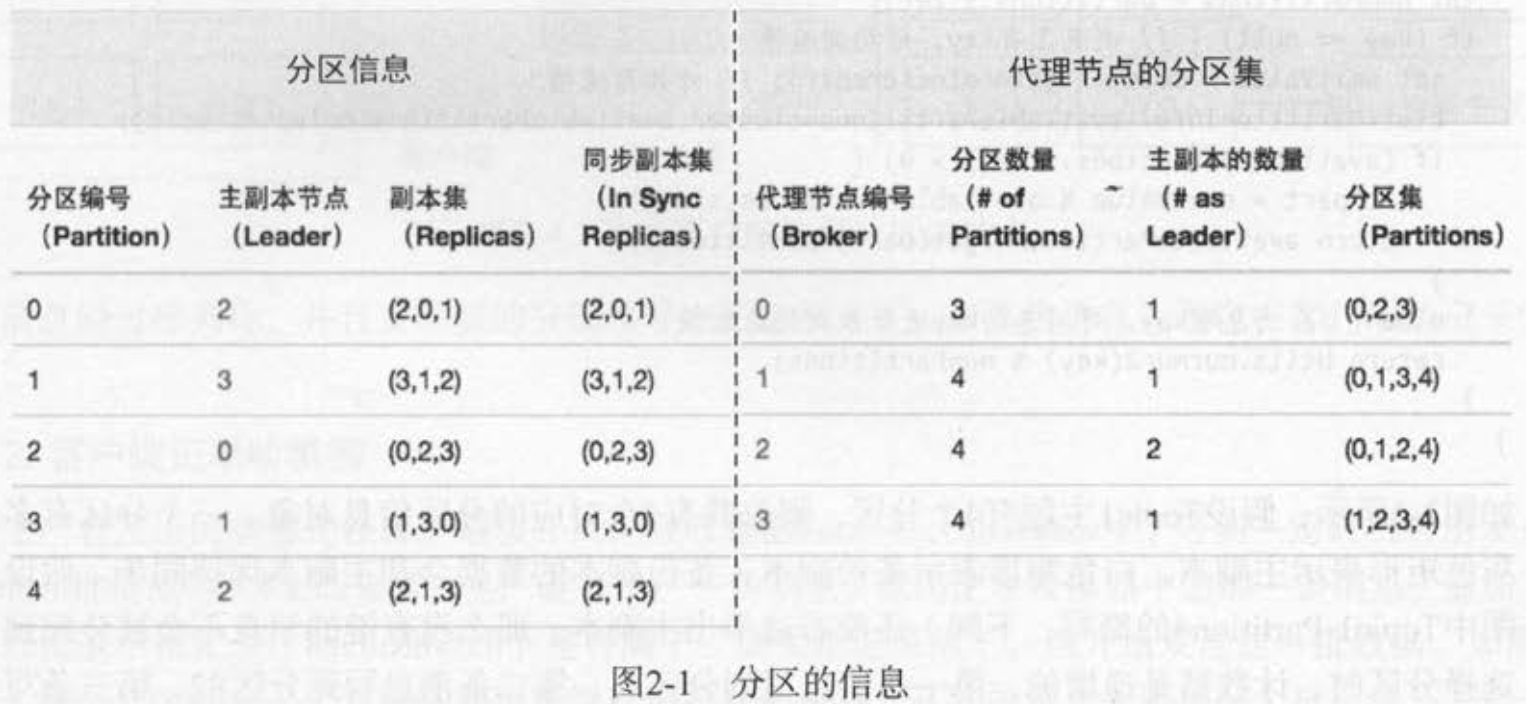 分区信息 代理节点的分区集
分区编号 (Partition) 主副本节点 (Leader) 副本集 (Replicas) 同步副本集 (In Sync Replicas) 代理节点编号 (Broker) 分区数量 (# of Partitions) 主副本的数量 (# as Leader) 分区集 (Partitions)
0 2 (2,0,1) (2,0,1) 0 3 1 (0,2,3)
1 3 (3,1,2) (3,1,2) 1 4 1 (0,1,3,4)
2 0 (0,2,3) (0,2,3) 2 4 2 (0,1,2,4)
3 1 (1,3,0) (1,3,0) 3 4 1 (1,2,3,4)
4 2 (2,1,3) (2,1,3)
图2-1 分区的信息